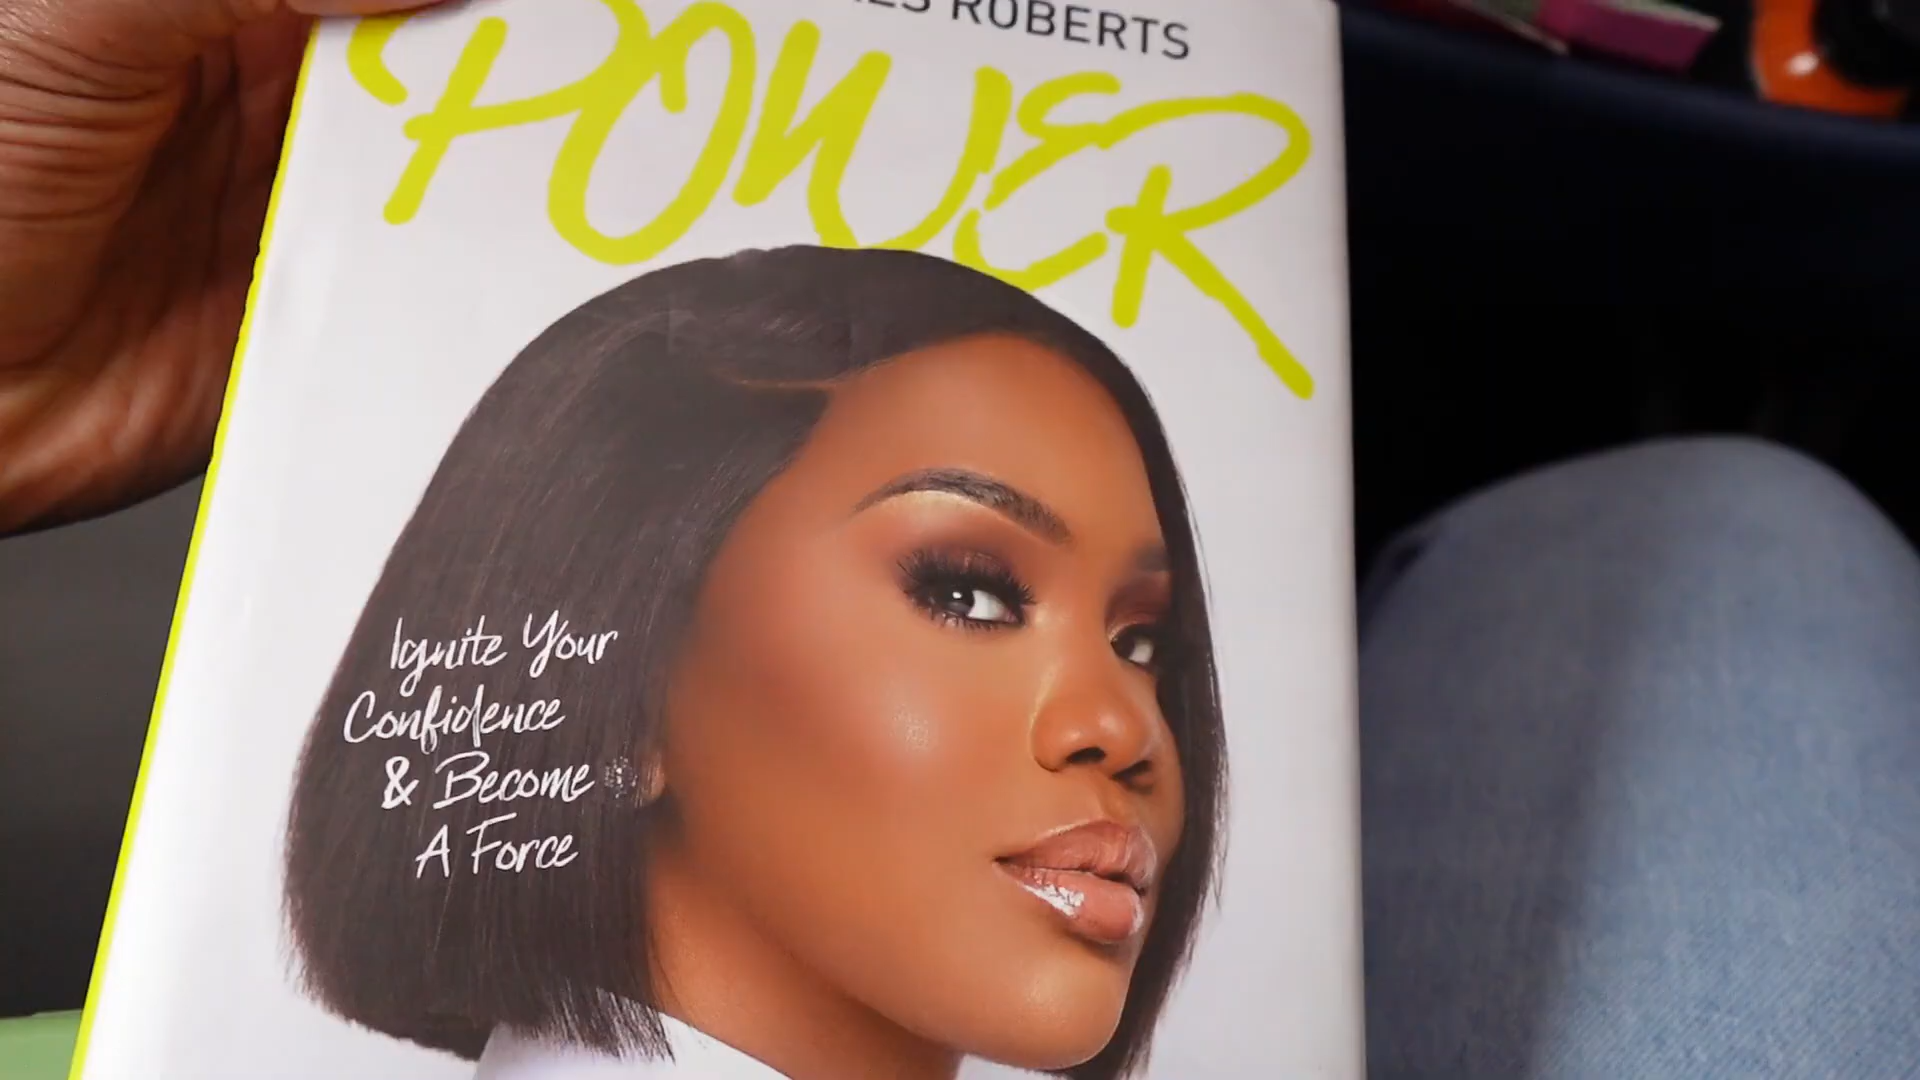 ROBERTS
POWER
Ignite Your
Confidence
& Become
A Force